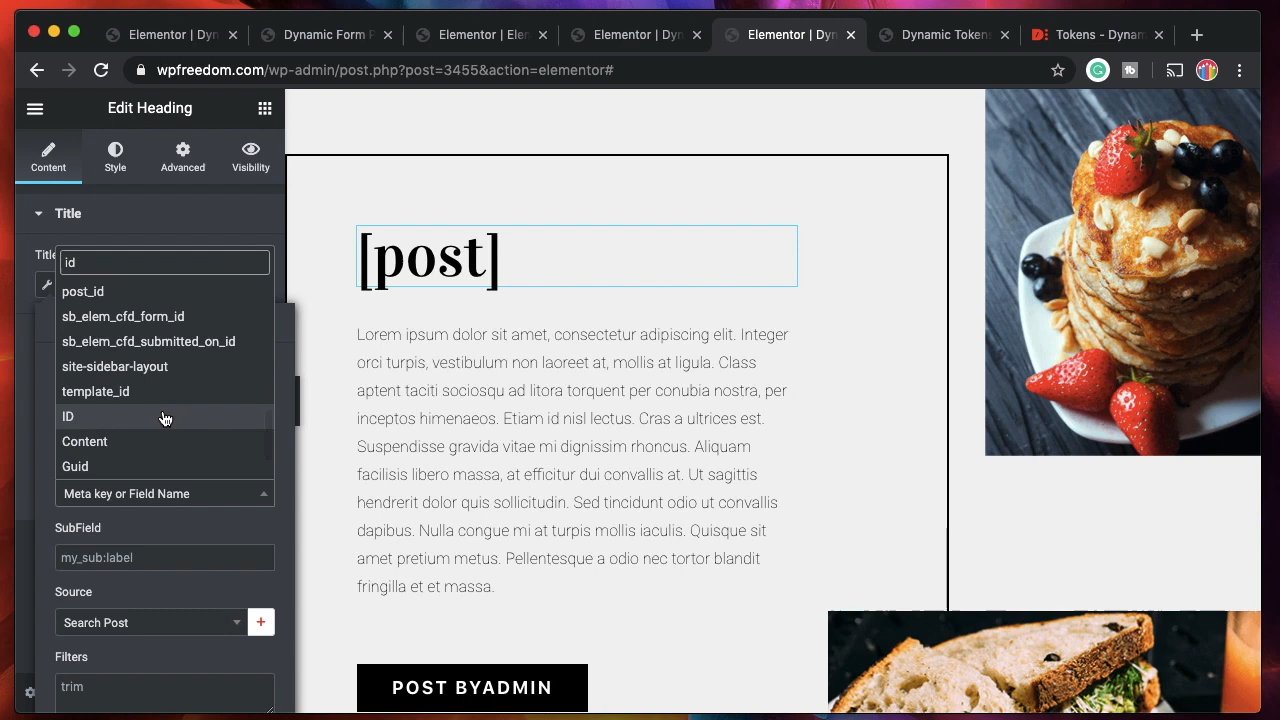 Elementor | Dyn
Dynamic Form P
Elementor | Elem
Elementor | Dyn
Elementor | Dyn
Dynamic Tokens
Tokens - Dynam
wpfreedom.com/wp-admin/post.php?post=3455&action=elementor#
Edit Heading
Content
Style
Advanced
Visibility
Title
Title
id
post_id
sb_elem_cfd_form_id
sb_elem_cfd_submitted_on_id
site-sidebar-layout
template_id
ID
Content
Guid
Meta key or Field Name
SubField
my_sub:label
Source
Search Post
Filters
trim
[post]
Lorem ipsum dolor sit amet, consectetur adipiscing elit. Integer
orci turpis, vestibulum non laoreet at, mollis at ligula. Class
aptent taciti sociosqu ad litora torquent per conubia nostra, per
inceptos himenaeos. Etiam id nisl lectus. Cras a ultrices est.
Suspendisse gravida vitae mi dignissim rhoncus. Aliquam
facilisis libero massa, at efficitur dui convallis at. Ut sagittis
hendrerit dolor quis sollicitudin. Sed tincidunt odio ut convallis
dapibus. Nulla congue mi at turpis mollis iaculis. Quisque sit
amet pretium metus. Pellentesque a odio nec tortor blandit
fringilla et et massa.
POST BYADMIN